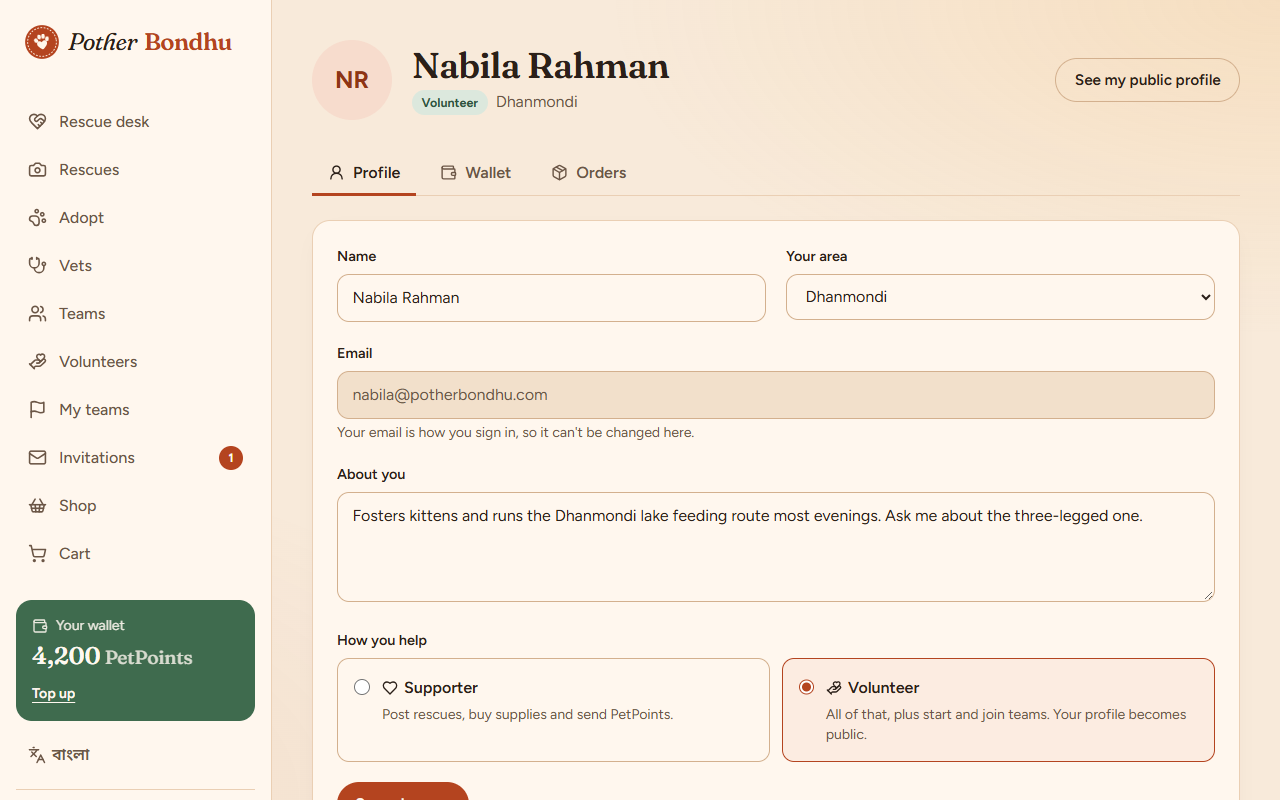 Pother Bondhu
Rescue desk
Rescues
Adopt
Vets
Teams
Volunteers
My teams
Invitations 1
Shop
Cart
Your wallet
4,200 PetPoints
Top up
বাংলা
NR
Nabila Rahman
Volunteer Dhanmondi
See my public profile
Profile Wallet Orders
Name
Nabila Rahman
Your area
Dhanmondi
Email
nabila@potherbondhu.com
Your email is how you sign in, so it can't be changed here.
About you
Fosters kittens and runs the Dhanmondi lake feeding route most evenings. Ask me about the three-legged one.
How you help
Supporter
Post rescues, buy supplies and send PetPoints.
Volunteer
All of that, plus start and join teams. Your profile becomes
public.